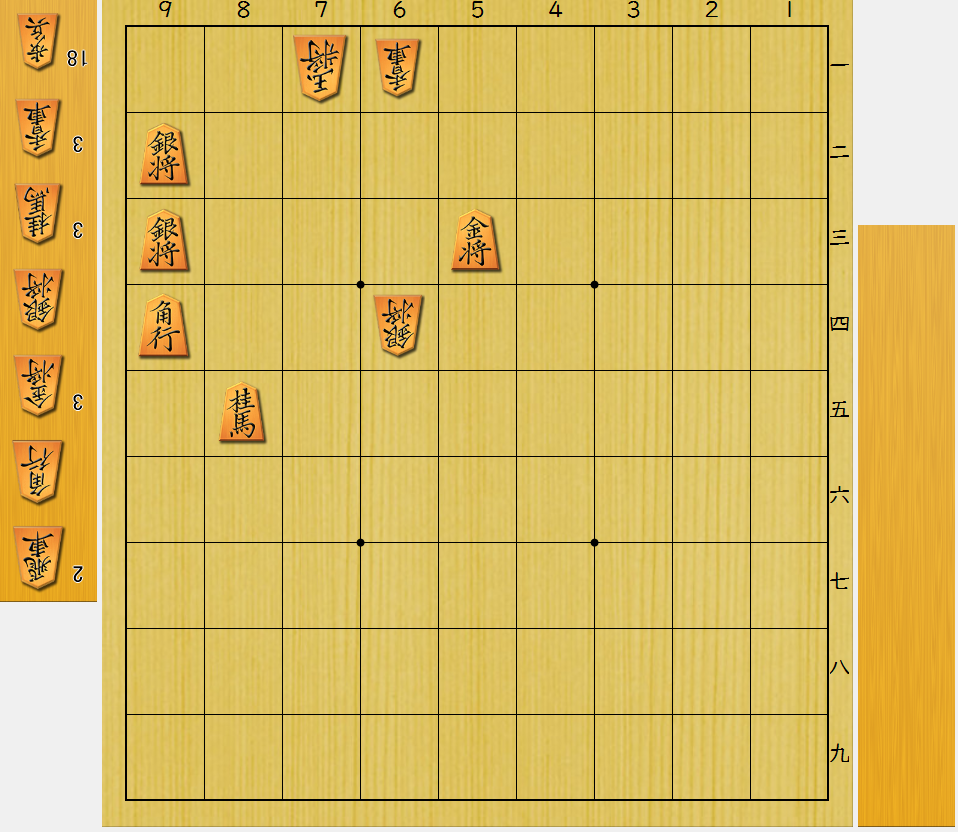 9 8 7 6 5 4 3 2 1
歩兵 18
香車 3
桂馬 3
銀将
金将 3
角行
飛車 2
玉将 香車 一
銀将 二
銀将 金将 三
角行 銀将 四
桂馬 五
六
七
八
九